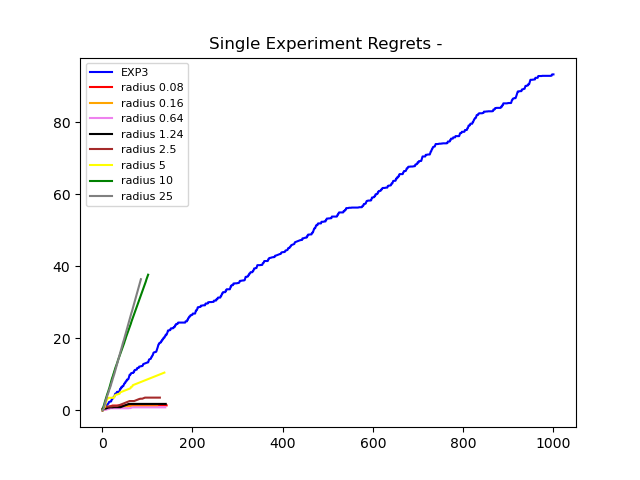 Single Experiment Regrets -
EXP3
radius 0.08
radius 0.16
radius 0.64
radius 1.24
radius 2.5
radius 5
radius 10
radius 25
80
60
40
20
0
0 200 400 600 800 1000